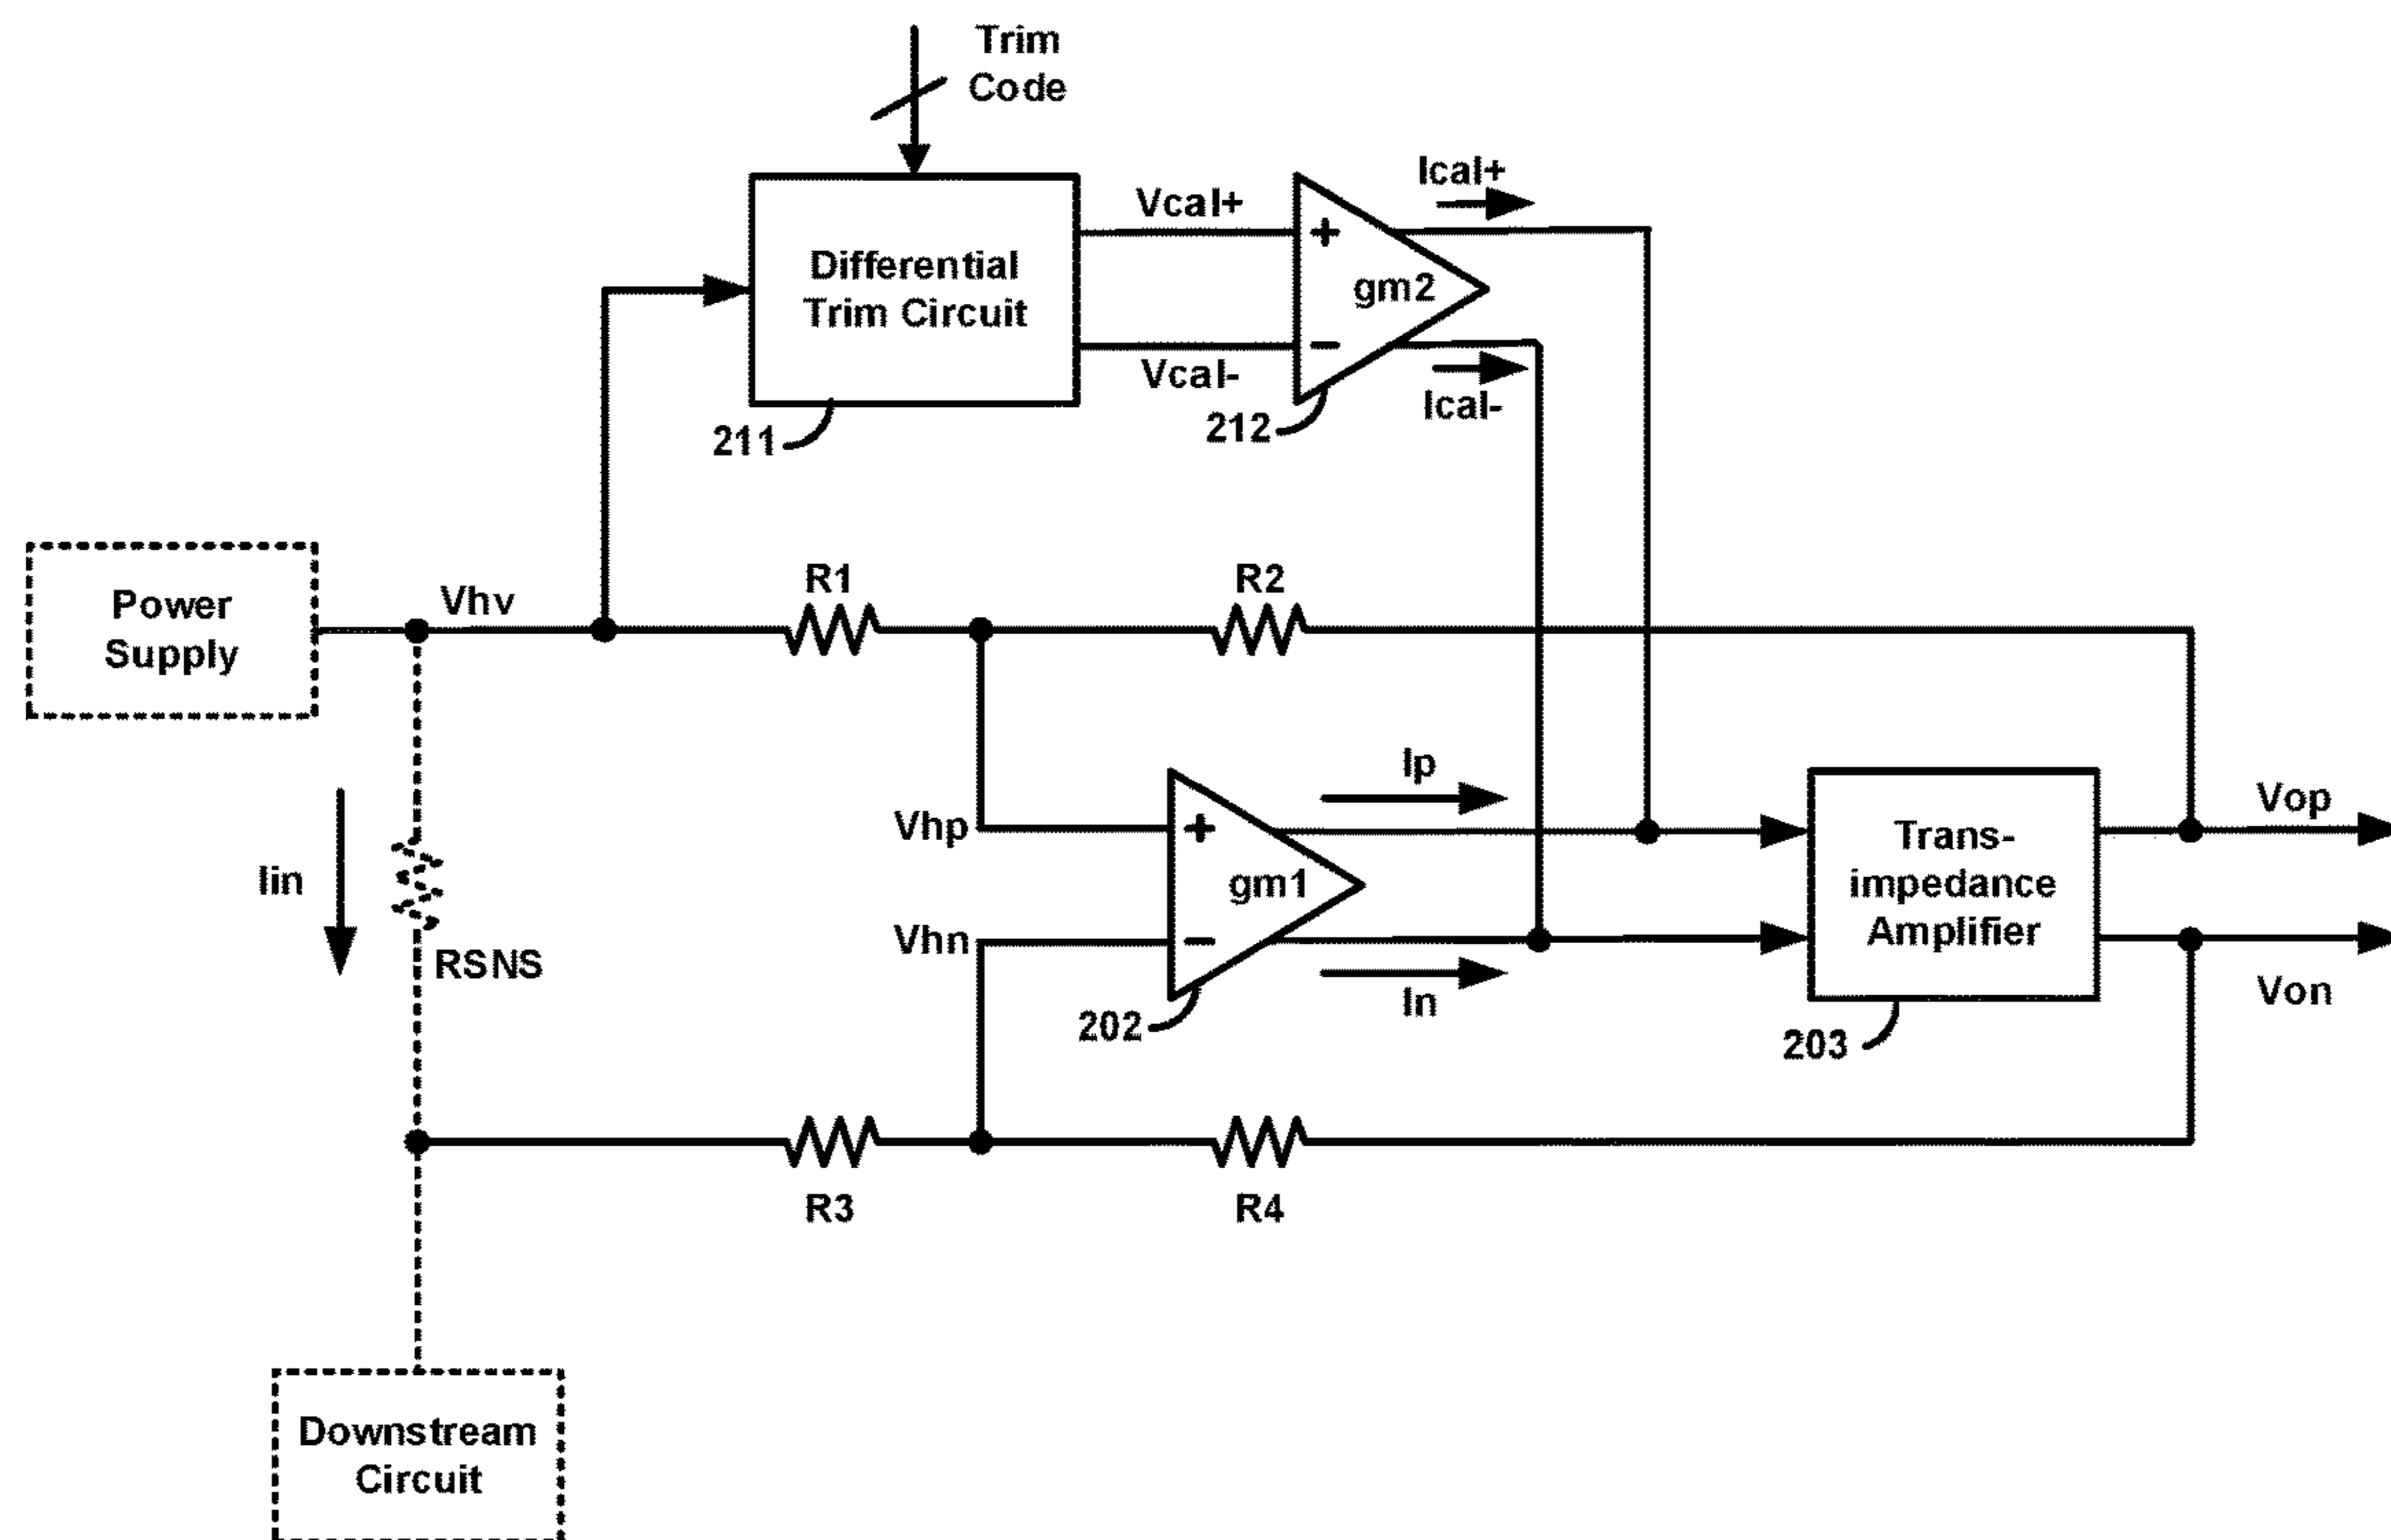 Trim
Code
Ical+
Vcal+
+
Differential
Trim Circuit
gm2
−
Vcal-
Ical-
211
212
Power
Supply
Vhv
R1
R2
Ip
Vhp
+
Vop
Trans-
impedance
Amplifier
Iin
gm1
Vhn
−
RSNS
In
Von
202
203
R3
R4
Downstream
Circuit